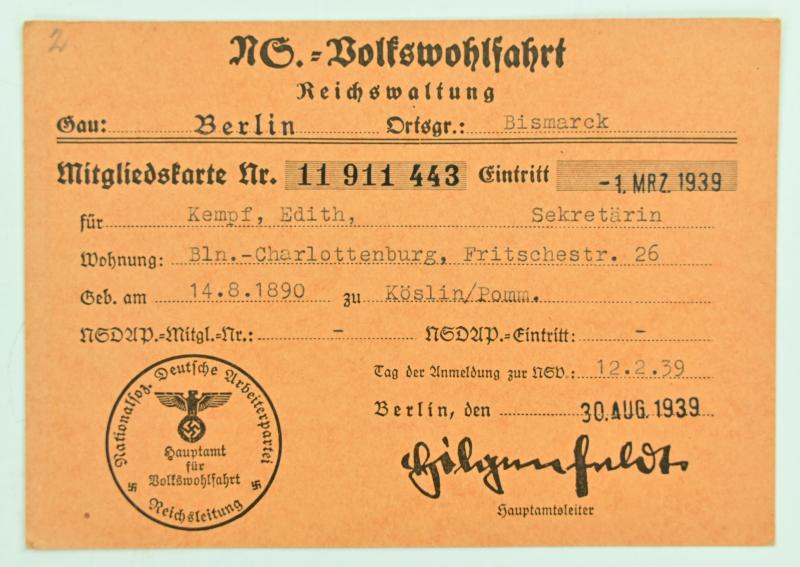 2.
NS.-Volkswohlfahrt
Reichswaltung
Gau: Berlin Ortsgr.: Bismarck
Mitgliedskarte Nr. 11 911 443 Eintritt -1. MRZ. 1939
für Kempf, Edith, Sekretärin
Wohnung: Bln.-Charlottenburg, Fritschestr. 26
Geb. am 14.8.1890 zu Köslin/Pomm.
NSDAP.-Mitgl.-Nr.: - NSDAP.-Eintritt: -
Tag der Anmeldung zur NSV.: 12.2.39
Berlin, den 30. AUG. 1939
Nationalsoz. Deutsche Arbeiterpartei
Hauptamt
für
Volkswohlfahrt
Reichsleitung
Hilgenfeldt
Hauptamtsleiter